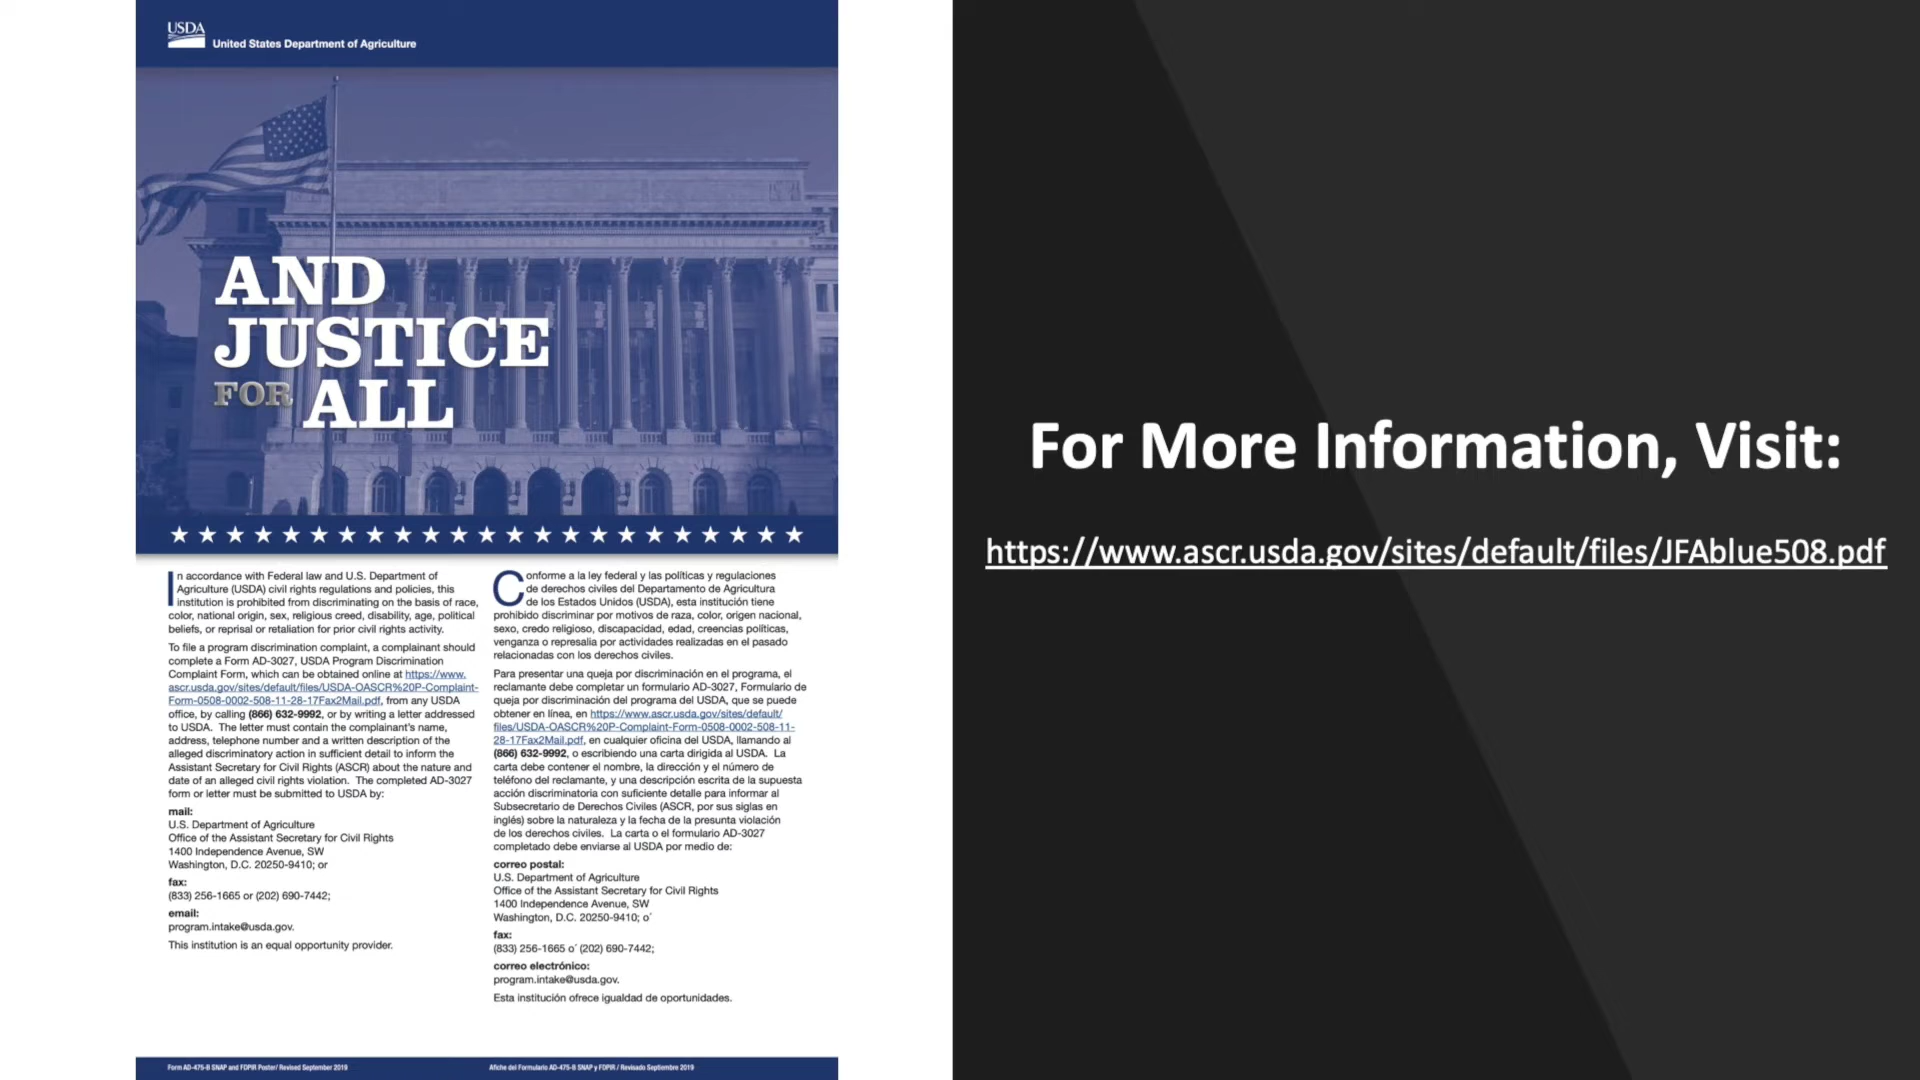 USDA
United States Department of Agriculture
AND
JUSTICE
FOR ALL
In accordance with Federal law and U.S. Department of
Agriculture (USDA) civil rights regulations and policies, this
institution is prohibited from discriminating on the basis of race,
color, national origin, sex, religious creed, disability, age, political
beliefs, or reprisal or retaliation for prior civil rights activity.
To file a program discrimination complaint, a complainant should
complete a Form AD-3027, USDA Program Discrimination
Complaint Form, which can be obtained online at https://www.
ascr.usda.gov/sites/default/files/USDA-OASCR%20P-Complaint-
Form-0508-0002-508-11-28-17Fax2Mail.pdf, from any USDA
office, by calling (866) 632-9992, or by writing a letter addressed
to USDA. The letter must contain the complainant's name,
address, telephone number and a written description of the
alleged discriminatory action in sufficient detail to inform the
Assistant Secretary for Civil Rights (ASCR) about the nature and
date of an alleged civil rights violation. The completed AD-3027
form or letter must be submitted to USDA by:
mail:
U.S. Department of Agriculture
Office of the Assistant Secretary for Civil Rights
1400 Independence Avenue, SW
Washington, D.C. 20250-9410; or
fax:
(833) 256-1665 or (202) 690-7442;
email:
program.intake@usda.gov.
This institution is an equal opportunity provider.
Conforme a la ley federal y las políticas y regulaciones
de derechos civiles del Departamento de Agricultura
de los Estados Unidos (USDA), esta institución tiene
prohibido discriminar por motivos de raza, color, origen nacional,
sexo, credo religioso, discapacidad, edad, creencias políticas,
venganza o represalia por actividades realizadas en el pasado
relacionadas con los derechos civiles.
Para presentar una queja por discriminación en el programa, el
reclamante debe completar un formulario AD-3027, Formulario de
queja por discriminación del programa del USDA, que se puede
obtener en línea, en https://www.ascr.usda.gov/sites/default/
files/USDA-OASCR%20P-Complaint-Form-0508-0002-508-11-
28-17Fax2Mail.pdf, en cualquier oficina del USDA, llamando al
(866) 632-9992, o escribiendo una carta dirigida al USDA. La
carta debe contener el nombre, la dirección y el número de
teléfono del reclamante, y una descripción escrita de la supuesta
acción discriminatoria con suficiente detalle para informar al
Subsecretario de Derechos Civiles (ASCR, por sus siglas en
inglés) sobre la naturaleza y la fecha de la presunta violación
de los derechos civiles. La carta o el formulario AD-3027
completado debe enviarse al USDA por medio de:
correo postal:
U.S. Department of Agriculture
Office of the Assistant Secretary for Civil Rights
1400 Independence Avenue, SW
Washington, D.C. 20250-9410; o´
fax:
(833) 256-1665 o´ (202) 690-7442;
correo electrónico:
program.intake@usda.gov.
Esta institución ofrece igualdad de oportunidades.
Form AD-475-B SNAP and FDPIR Poster/ Revised September 2019
Afiche del Formulario AD-475-B SNAP y FDPIR / Revisado Septiembre 2019
For More Information, Visit:
https://www.ascr.usda.gov/sites/default/files/JFAblue508.pdf